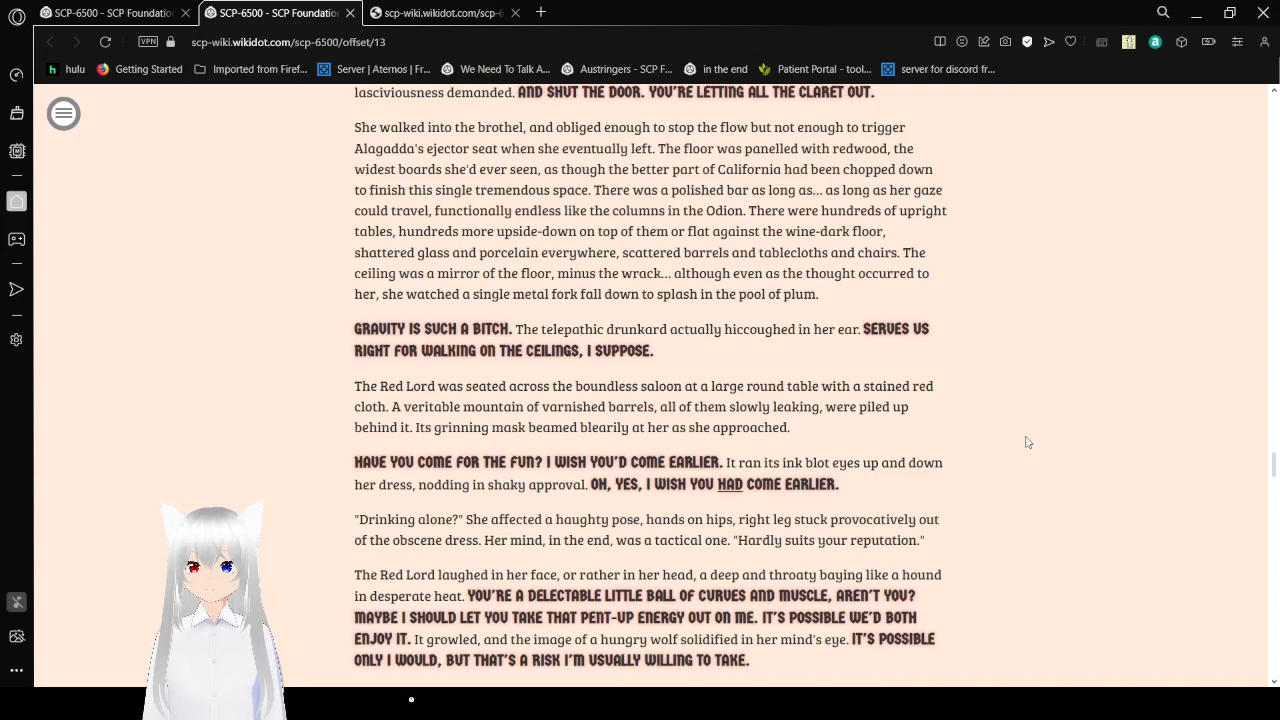 SCP-6500 - SCP Foundation
SCP-6500 - SCP Foundation
scp-wiki.wikidot.com/scp-6
VPN
scp-wiki.wikidot.com/scp-6500/offset/13
hulu
Getting Started
Imported from Firef...
Server | Aternos | Fr...
We Need To Talk A...
Austringers - SCP F...
in the end
Patient Portal - tool...
server for discord fr...
lasciviousness demanded. AND SHUT THE DOOR. YOU'RE LETTING ALL THE CLARET OUT.
She walked into the brothel, and obliged enough to stop the flow but not enough to trigger
Alagadda's ejector seat when she eventually left. The floor was panelled with redwood, the
widest boards she'd ever seen, as though the better part of California had been chopped down
to finish this single tremendous space. There was a polished bar as long as... as long as her gaze
could travel, functionally endless like the columns in the Odion. There were hundreds of upright
tables, hundreds more upside-down on top of them or flat against the wine-dark floor,
shattered glass and porcelain everywhere, scattered barrels and tablecloths and chairs. The
ceiling was a mirror of the floor, minus the wrack... although even as the thought occurred to
her, she watched a single metal fork fall down to splash in the pool of plum.
GRAVITY IS SUCH A BITCH. The telepathic drunkard actually hiccoughed in her ear. SERVES US
RIGHT FOR WALKING ON THE CEILINGS, I SUPPOSE.
The Red Lord was seated across the boundless saloon at a large round table with a stained red
cloth. A veritable mountain of varnished barrels, all of them slowly leaking, were piled up
behind it. Its grinning mask beamed blearily at her as she approached.
HAVE YOU COME FOR THE FUN? I WISH YOU'D COME EARLIER. It ran its ink blot eyes up and down
her dress, nodding in shaky approval. OH, YES, I WISH YOU HAD COME EARLIER.
"Drinking alone?" She affected a haughty pose, hands on hips, right leg stuck provocatively out
of the obscene dress. Her mind, in the end, was a tactical one. "Hardly suits your reputation."
The Red Lord laughed in her face, or rather in her head, a deep and throaty baying like a hound
in desperate heat. YOU'RE A DELECTABLE LITTLE BALL OF CURVES AND MUSCLE, AREN'T YOU?
MAYBE I SHOULD LET YOU TAKE THAT PENT-UP ENERGY OUT ON ME. IT'S POSSIBLE WE'D BOTH
ENJOY IT. It growled, and the image of a hungry wolf solidified in her mind's eye. IT'S POSSIBLE
ONLY I WOULD, BUT THAT'S A RISK I'M USUALLY WILLING TO TAKE.